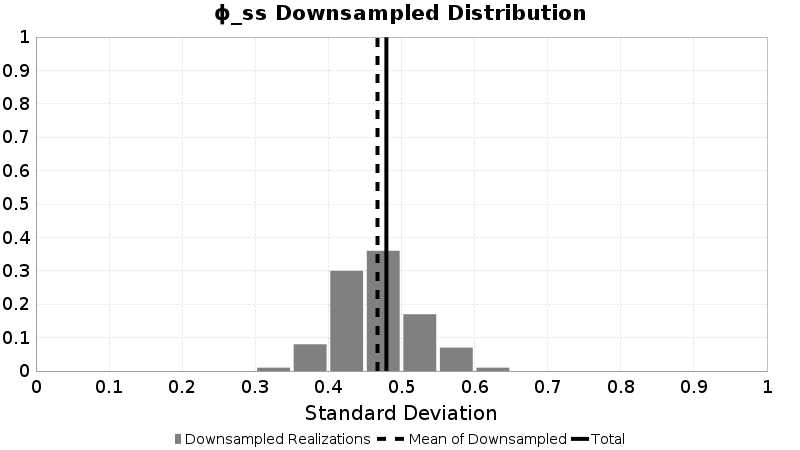 ϕ_ss Downsampled Distribution
1
0.9
0.8
0.7
0.6
0.5
0.4
0.3
0.2
0.1
0
0 0.1 0.2 0.3 0.4 0.5 0.6 0.7 0.8 0.9 1
Standard Deviation
Downsampled Realizations Mean of Downsampled Total